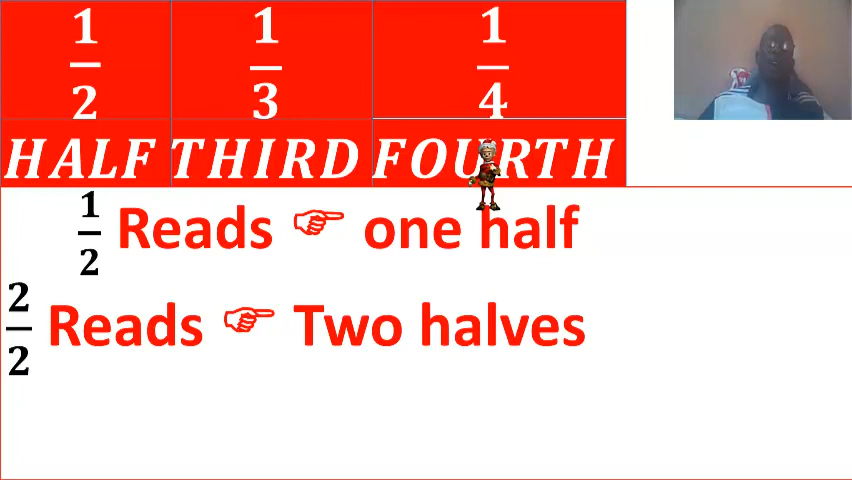 1/2 1/3 1/4
HALF THIRD FOURTH
1/2 Reads ☞ one half
2/2 Reads ☞ Two halves